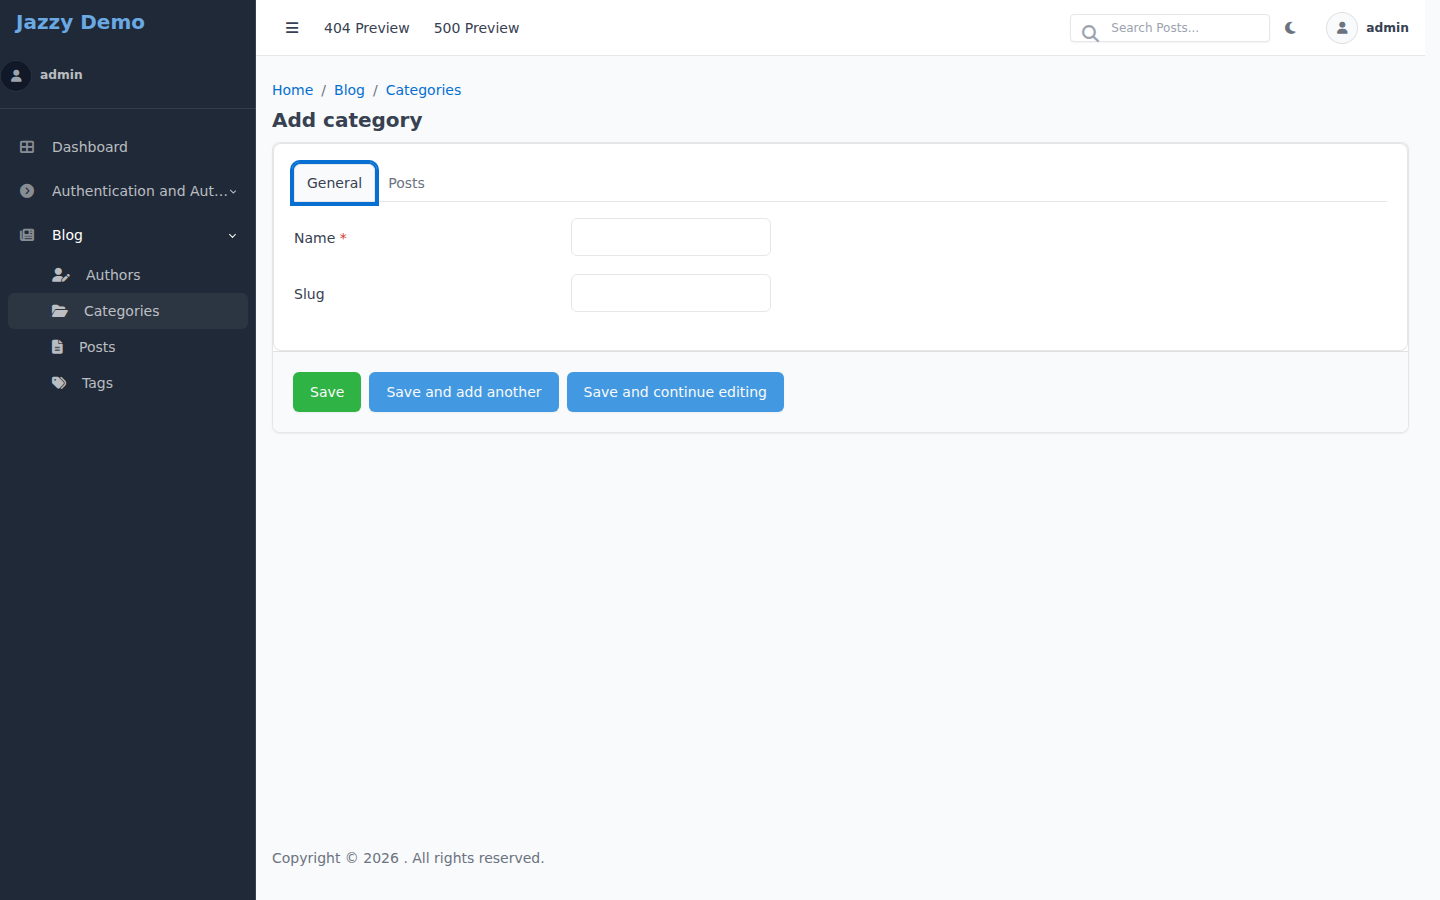 Jazzy Demo
admin
Dashboard
Authentication and Aut...
Blog
Authors
Categories
Posts
Tags
404 Preview
500 Preview
Search Posts...
admin
Home / Blog / Categories
Add category
General
Posts
Name *
Slug
Save
Save and add another
Save and continue editing
Copyright © 2026 . All rights reserved.